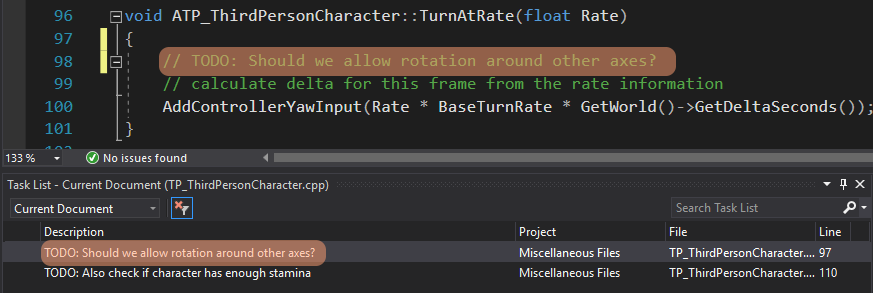 96 void ATP_ThirdPersonCharacter::TurnAtRate(float Rate)
97 {
98 // TODO: Should we allow rotation around other axes?
99 // calculate delta for this frame from the rate information
100 AddControllerYawInput(Rate * BaseTurnRate * GetWorld()->GetDeltaSeconds());
101 }
133 % No issues found
Task List - Current Document (TP_ThirdPersonCharacter.cpp)
Current Document Search Task List
Description Project File Line
TODO: Should we allow rotation around other axes? Miscellaneous Files TP_ThirdPersonCharacter.... 97
TODO: Also check if character has enough stamina Miscellaneous Files TP_ThirdPersonCharacter.... 110